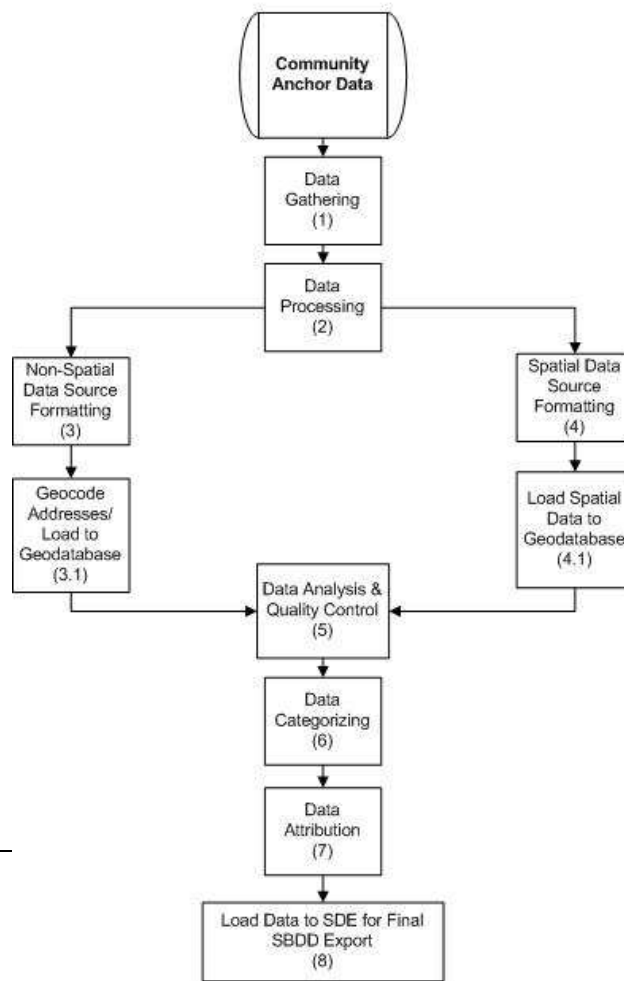 Community
Anchor Data
Data
Gathering
(1)
Data
Processing
(2)
Non-Spatial
Data Source
Formatting
(3)
Spatial Data
Source
Formatting
(4)
Geocode
Addresses/
Load to
Geodatabase
(3.1)
Load Spatial
Data to
Geodatabase
(4.1)
Data Analysis &
Quality Control
(5)
Data
Categorizing
(6)
Data
Attribution
(7)
Load Data to SDE for Final
SBDD Export
(8)